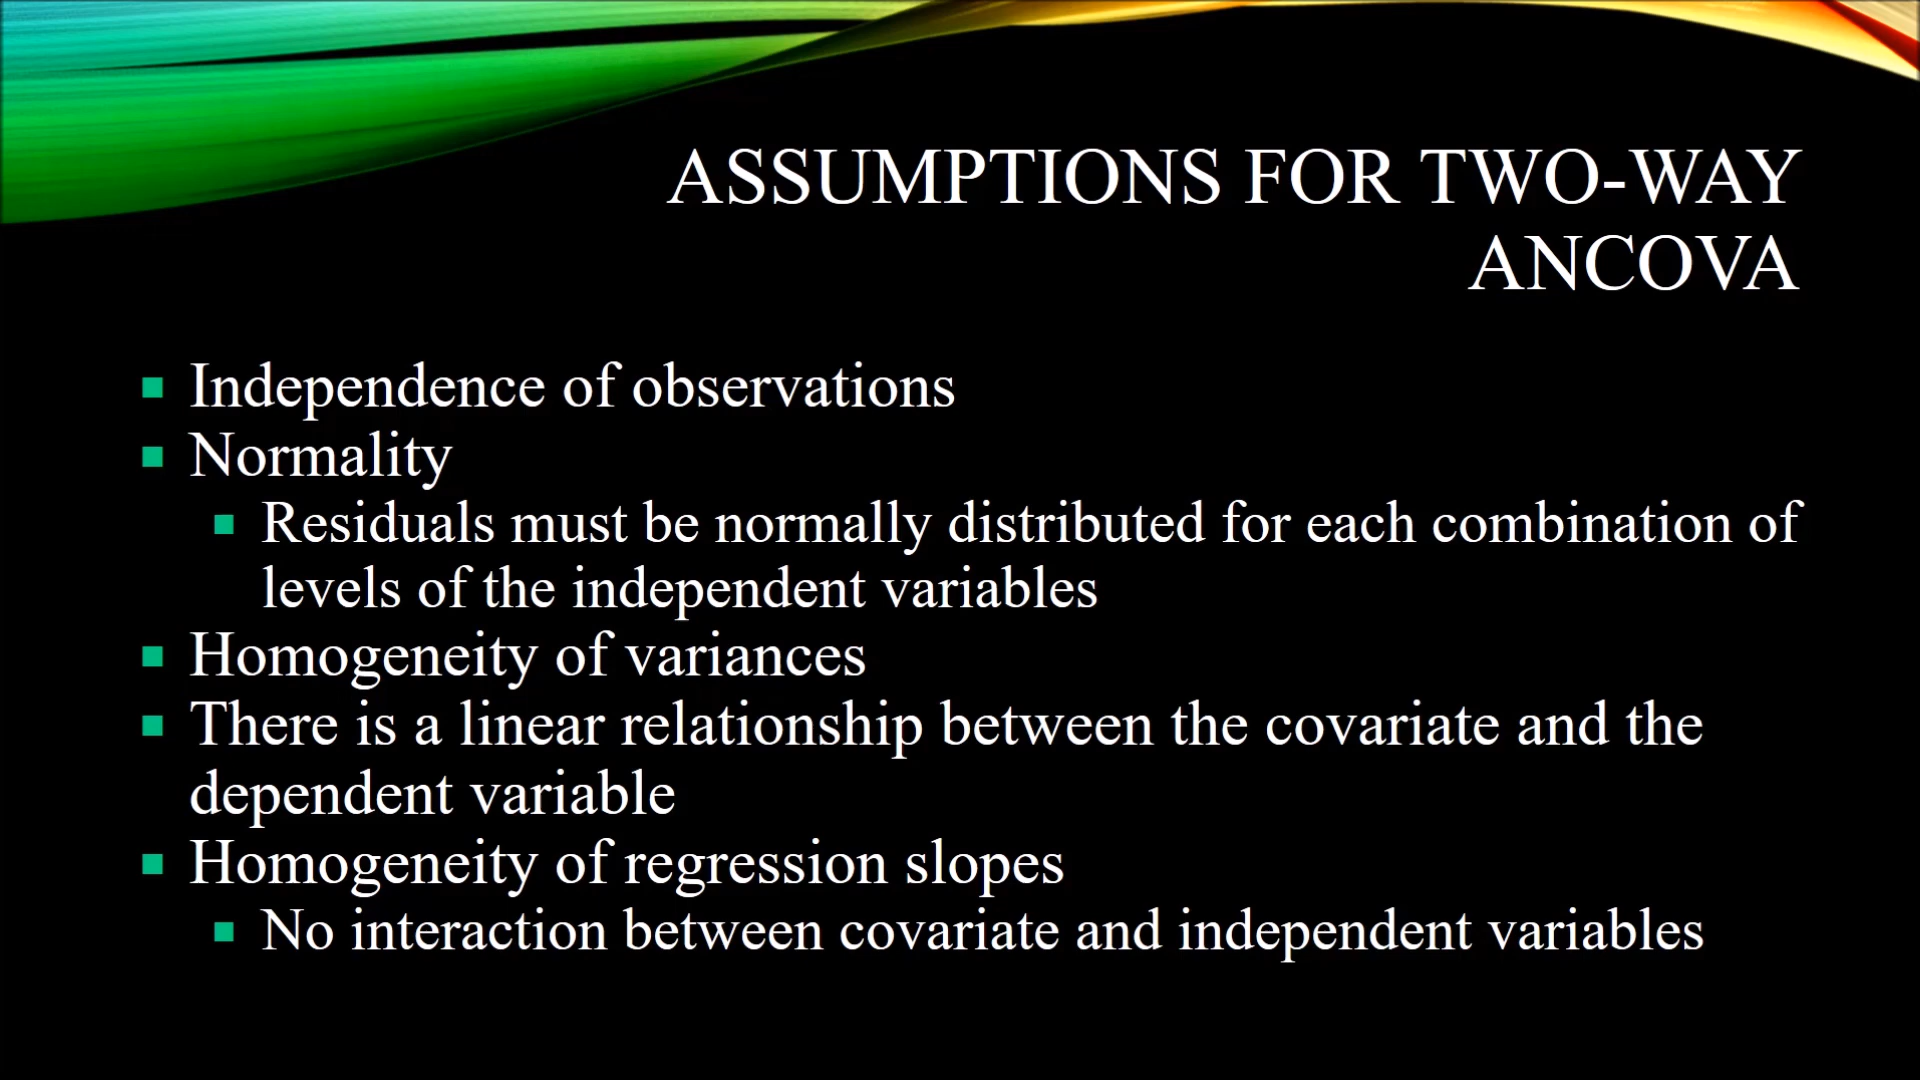 ASSUMPTIONS FOR TWO-WAY
ANCOVA
Independence of observations
Normality
Residuals must be normally distributed for each combination of
levels of the independent variables
Homogeneity of variances
There is a linear relationship between the covariate and the
dependent variable
Homogeneity of regression slopes
No interaction between covariate and independent variables